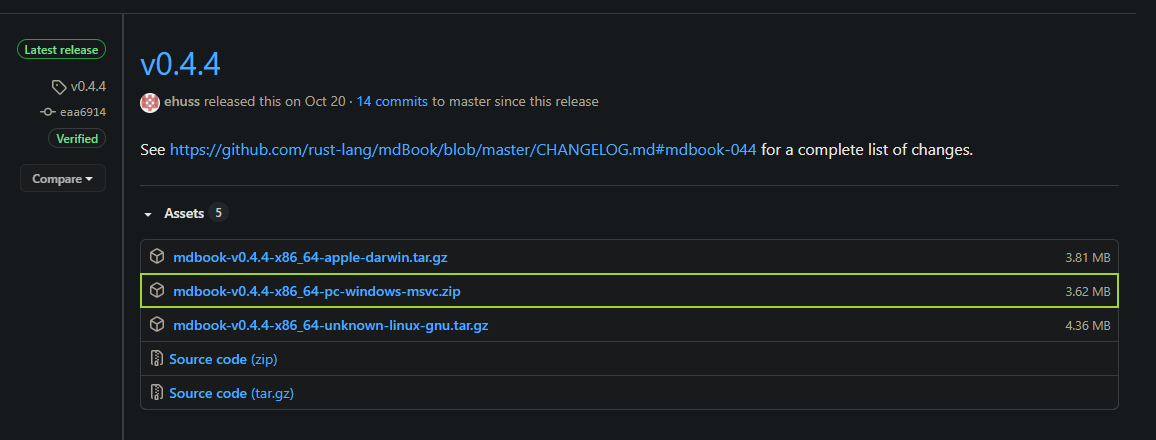 Latest release
v0.4.4
eaa6914
Verified
Compare
v0.4.4
ehuss released this on Oct 20 · 14 commits to master since this release
See https://github.com/rust-lang/mdBook/blob/master/CHANGELOG.md#mdbook-044 for a complete list of changes.
Assets 5
mdbook-v0.4.4-x86_64-apple-darwin.tar.gz 3.81 MB
mdbook-v0.4.4-x86_64-pc-windows-msvc.zip 3.62 MB
mdbook-v0.4.4-x86_64-unknown-linux-gnu.tar.gz 4.36 MB
Source code (zip)
Source code (tar.gz)